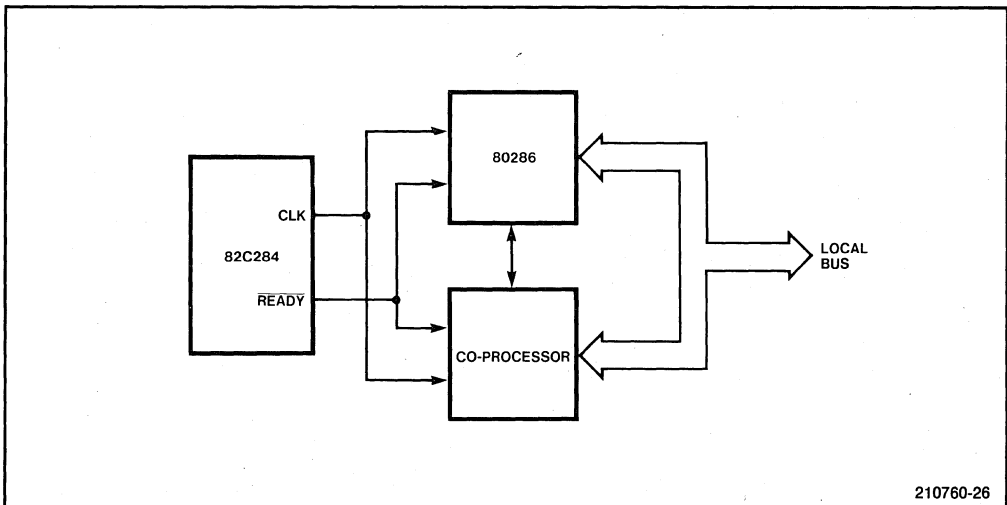 80286
CLK
82C284
READY
CO-PROCESSOR
LOCAL
BUS
210760-26